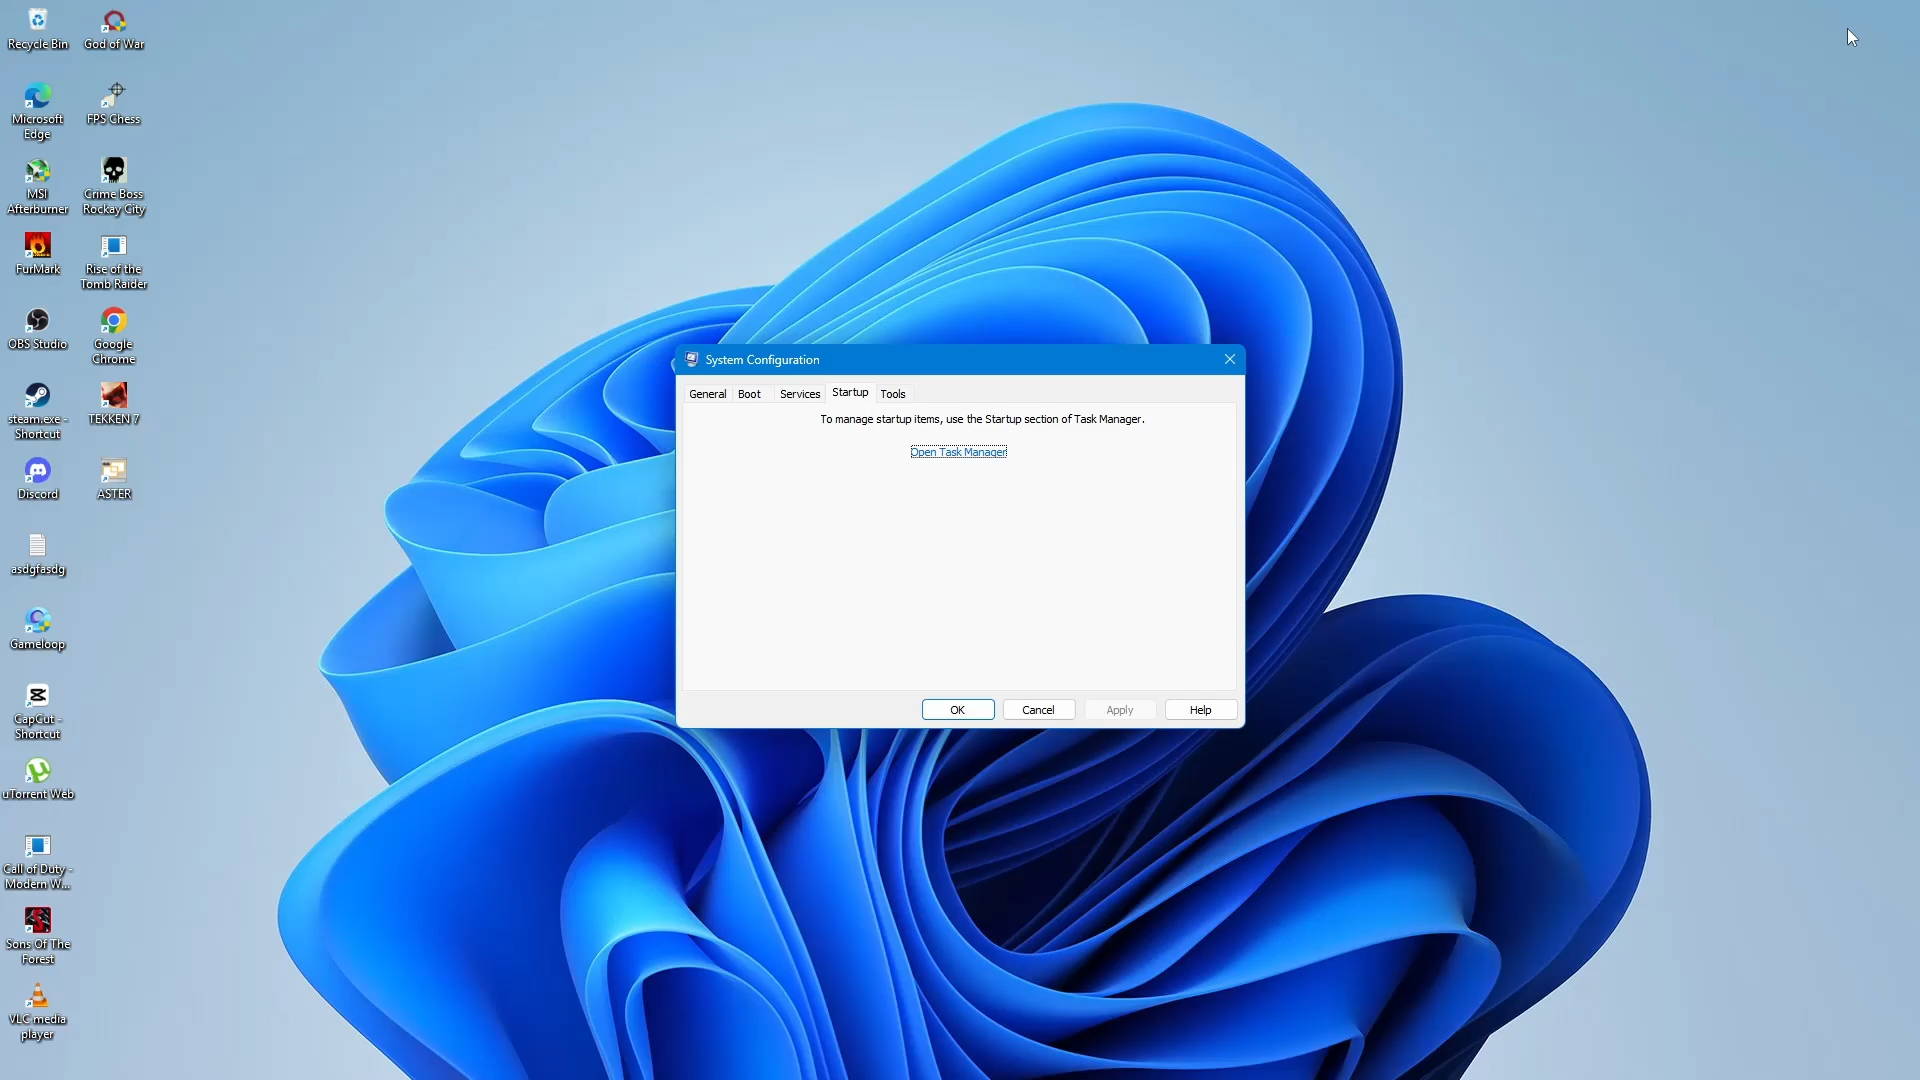 Recycle Bin
God of War
Microsoft
Edge
FPS Chess
MSI
Afterburner
Crime Boss
Rockay City
FurMark
Rise of the
Tomb Raider
OBS Studio
Google
Chrome
steam.exe -
Shortcut
TEKKEN 7
Discord
ASTER
asdgfasdg
Gameloop
CapCut -
Shortcut
uTorrent Web
Call of Duty -
Modern W...
Sons Of The
Forest
VLC media
player
System Configuration
General
Boot
Services
Startup
Tools
To manage startup items, use the Startup section of Task Manager.
Open Task Manager
OK
Cancel
Apply
Help